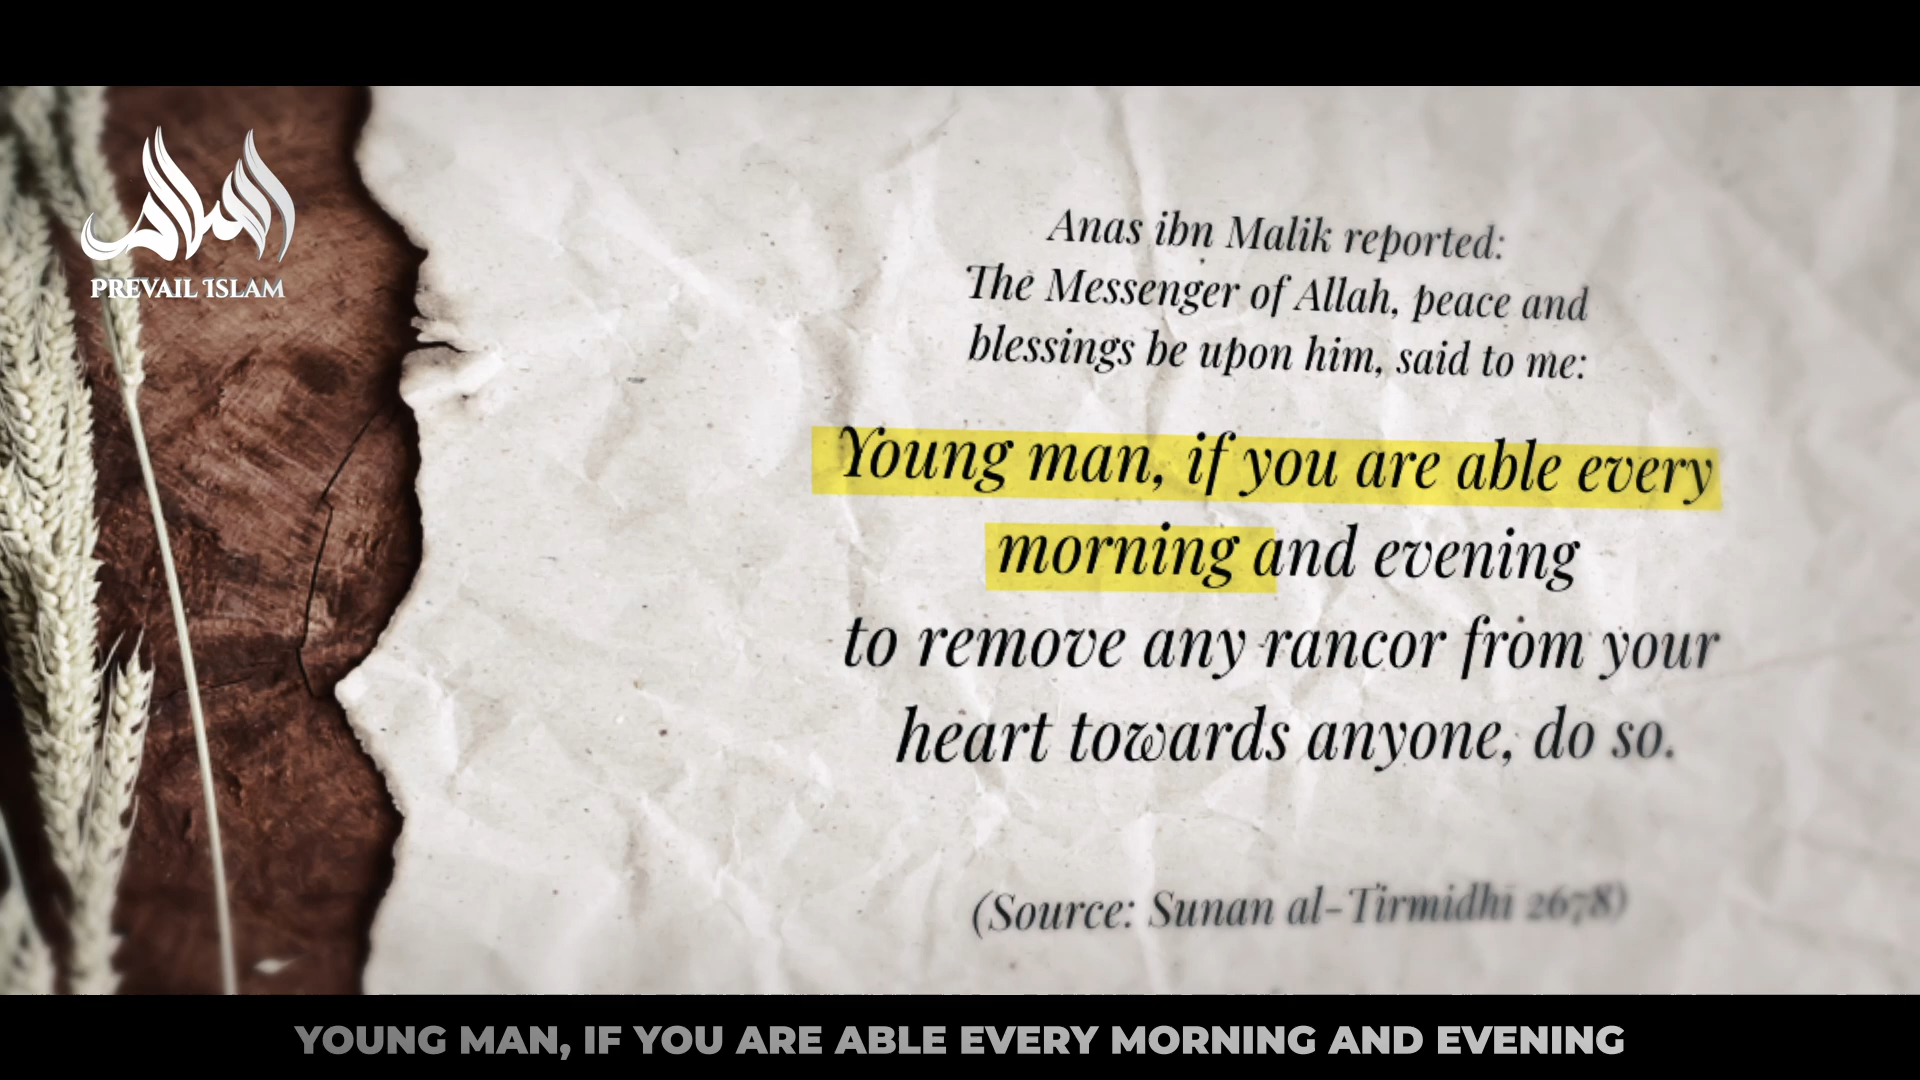 السلام
PREVAIL ISLAM
Anas ibn Malik reported:
The Messenger of Allah, peace and
blessings be upon him, said to me:
Young man, if you are able every
morning and evening
to remove any rancor from your
heart towards anyone, do so.
(Source: Sunan al-Tirmidhi 2678)
YOUNG MAN, IF YOU ARE ABLE EVERY MORNING AND EVENING